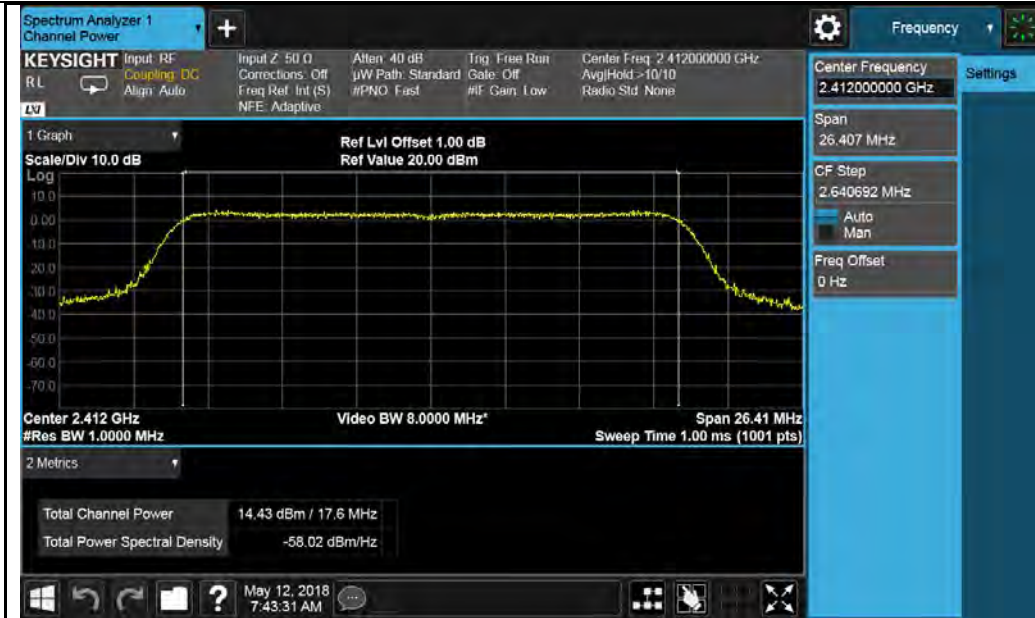 Spectrum Analyzer 1
Channel Power
+
Frequency
KEYSIGHT
RL
LXI
Input: RF
Coupling: DC
Align: Auto
Input Z: 50 Ω
Corrections: Off
Freq Ref: Int (S)
NFE: Adaptive
Atten: 40 dB
µW Path: Standard
#PNO: Fast
Trig: Free Run
Gate: Off
#IF Gain: Low
Center Freq: 2.412000000 GHz
Avg|Hold:>10/10
Radio Std: None
Center Frequency
2.412000000 GHz
Settings
Span
26.407 MHz
CF Step
2.640692 MHz
Auto
Man
Freq Offset
0 Hz
1 Graph
Scale/Div 10.0 dB
Ref Lvl Offset 1.00 dB
Ref Value 20.00 dBm
Log
10.0
0.00
-10.0
-20.0
-30.0
-40.0
-50.0
-60.0
-70.0
Center 2.412 GHz
#Res BW 1.0000 MHz
Video BW 8.0000 MHz*
Span 26.41 MHz
Sweep Time 1.00 ms (1001 pts)
2 Metrics
Total Channel Power 14.43 dBm / 17.6 MHz
Total Power Spectral Density -58.02 dBm/Hz
?
May 12, 2018
7:43:31 AM